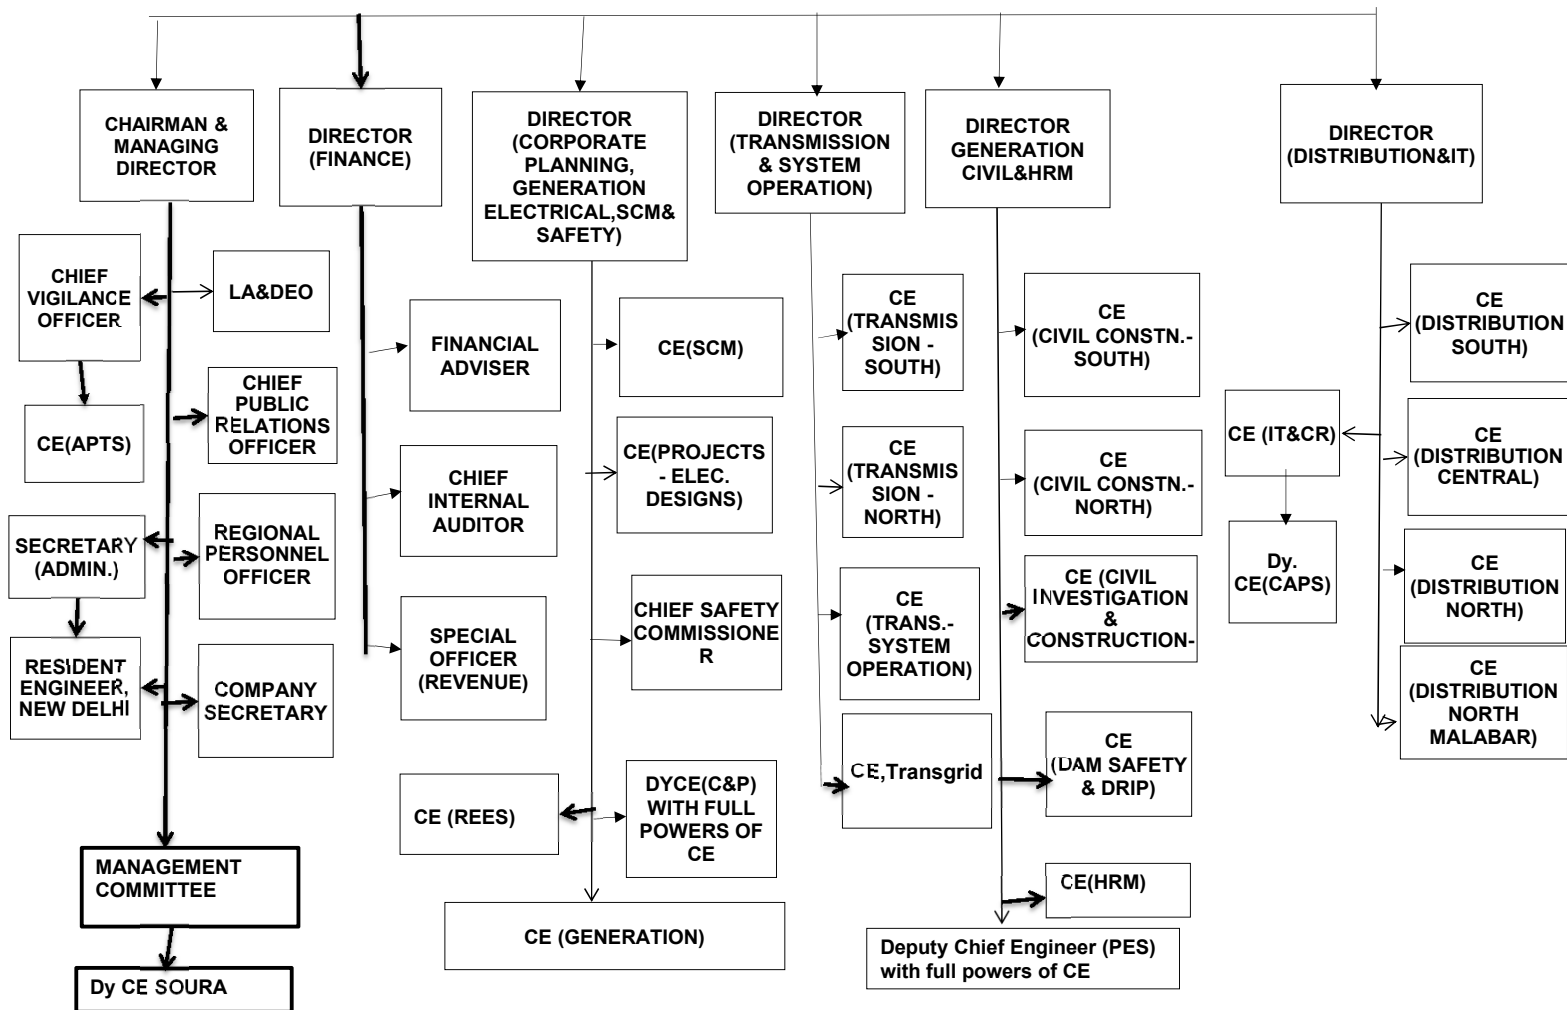 CHAIRMAN &
MANAGING
DIRECTOR
CHIEF
VIGILANCE
OFFICER
LA&DEO
CE(APTS)
CHIEF
PUBLIC
RELATIONS
OFFICER
SECRETARY
(ADMIN.)
REGIONAL
PERSONNEL
OFFICER
RESIDENT
ENGINEER,
NEW DELHI
COMPANY
SECRETARY
MANAGEMENT
COMMITTEE
Dy CE SOURA
DIRECTOR
(FINANCE)
FINANCIAL
ADVISER
CHIEF
INTERNAL
AUDITOR
SPECIAL
OFFICER
(REVENUE)
DIRECTOR
(CORPORATE
PLANNING,
GENERATION
ELECTRICAL,SCM&
SAFETY)
CE(SCM)
CE(PROJECTS
- ELEC.
DESIGNS)
CHIEF SAFETY
COMMISSIONE
R
CE (REES)
DYCE(C&P)
WITH FULL
POWERS OF
CE
CE (GENERATION)
DIRECTOR
(TRANSMISSION
& SYSTEM
OPERATION)
CE
(TRANSMIS
SION -
SOUTH)
CE
(TRANSMIS
SION -
NORTH)
CE
(TRANS.-
SYSTEM
OPERATION)
CE,Transgrid
DIRECTOR
GENERATION
CIVIL&HRM
CE
(CIVIL CONSTN.-
SOUTH)
CE
(CIVIL CONSTN.-
NORTH)
CE (CIVIL
INVESTIGATION
&
CONSTRUCTION-
CE
(DAM SAFETY
& DRIP)
CE(HRM)
Deputy Chief Engineer (PES)
with full powers of CE
DIRECTOR
(DISTRIBUTION&IT)
CE
(DISTRIBUTION
SOUTH)
CE (IT&CR)
CE
(DISTRIBUTION
CENTRAL)
Dy.
CE(CAPS)
CE
(DISTRIBUTION
NORTH)
CE
(DISTRIBUTION
NORTH
MALABAR)